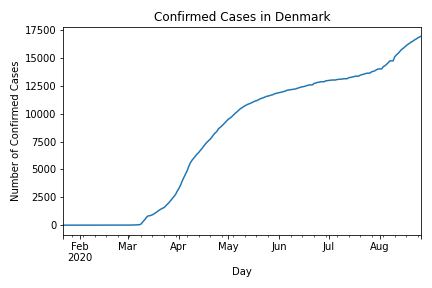 Confirmed Cases in Denmark
17500
15000
12500
10000
7500
5000
2500
0
Number of Confirmed Cases
Feb
2020
Mar
Apr
May
Jun
Jul
Aug
Day